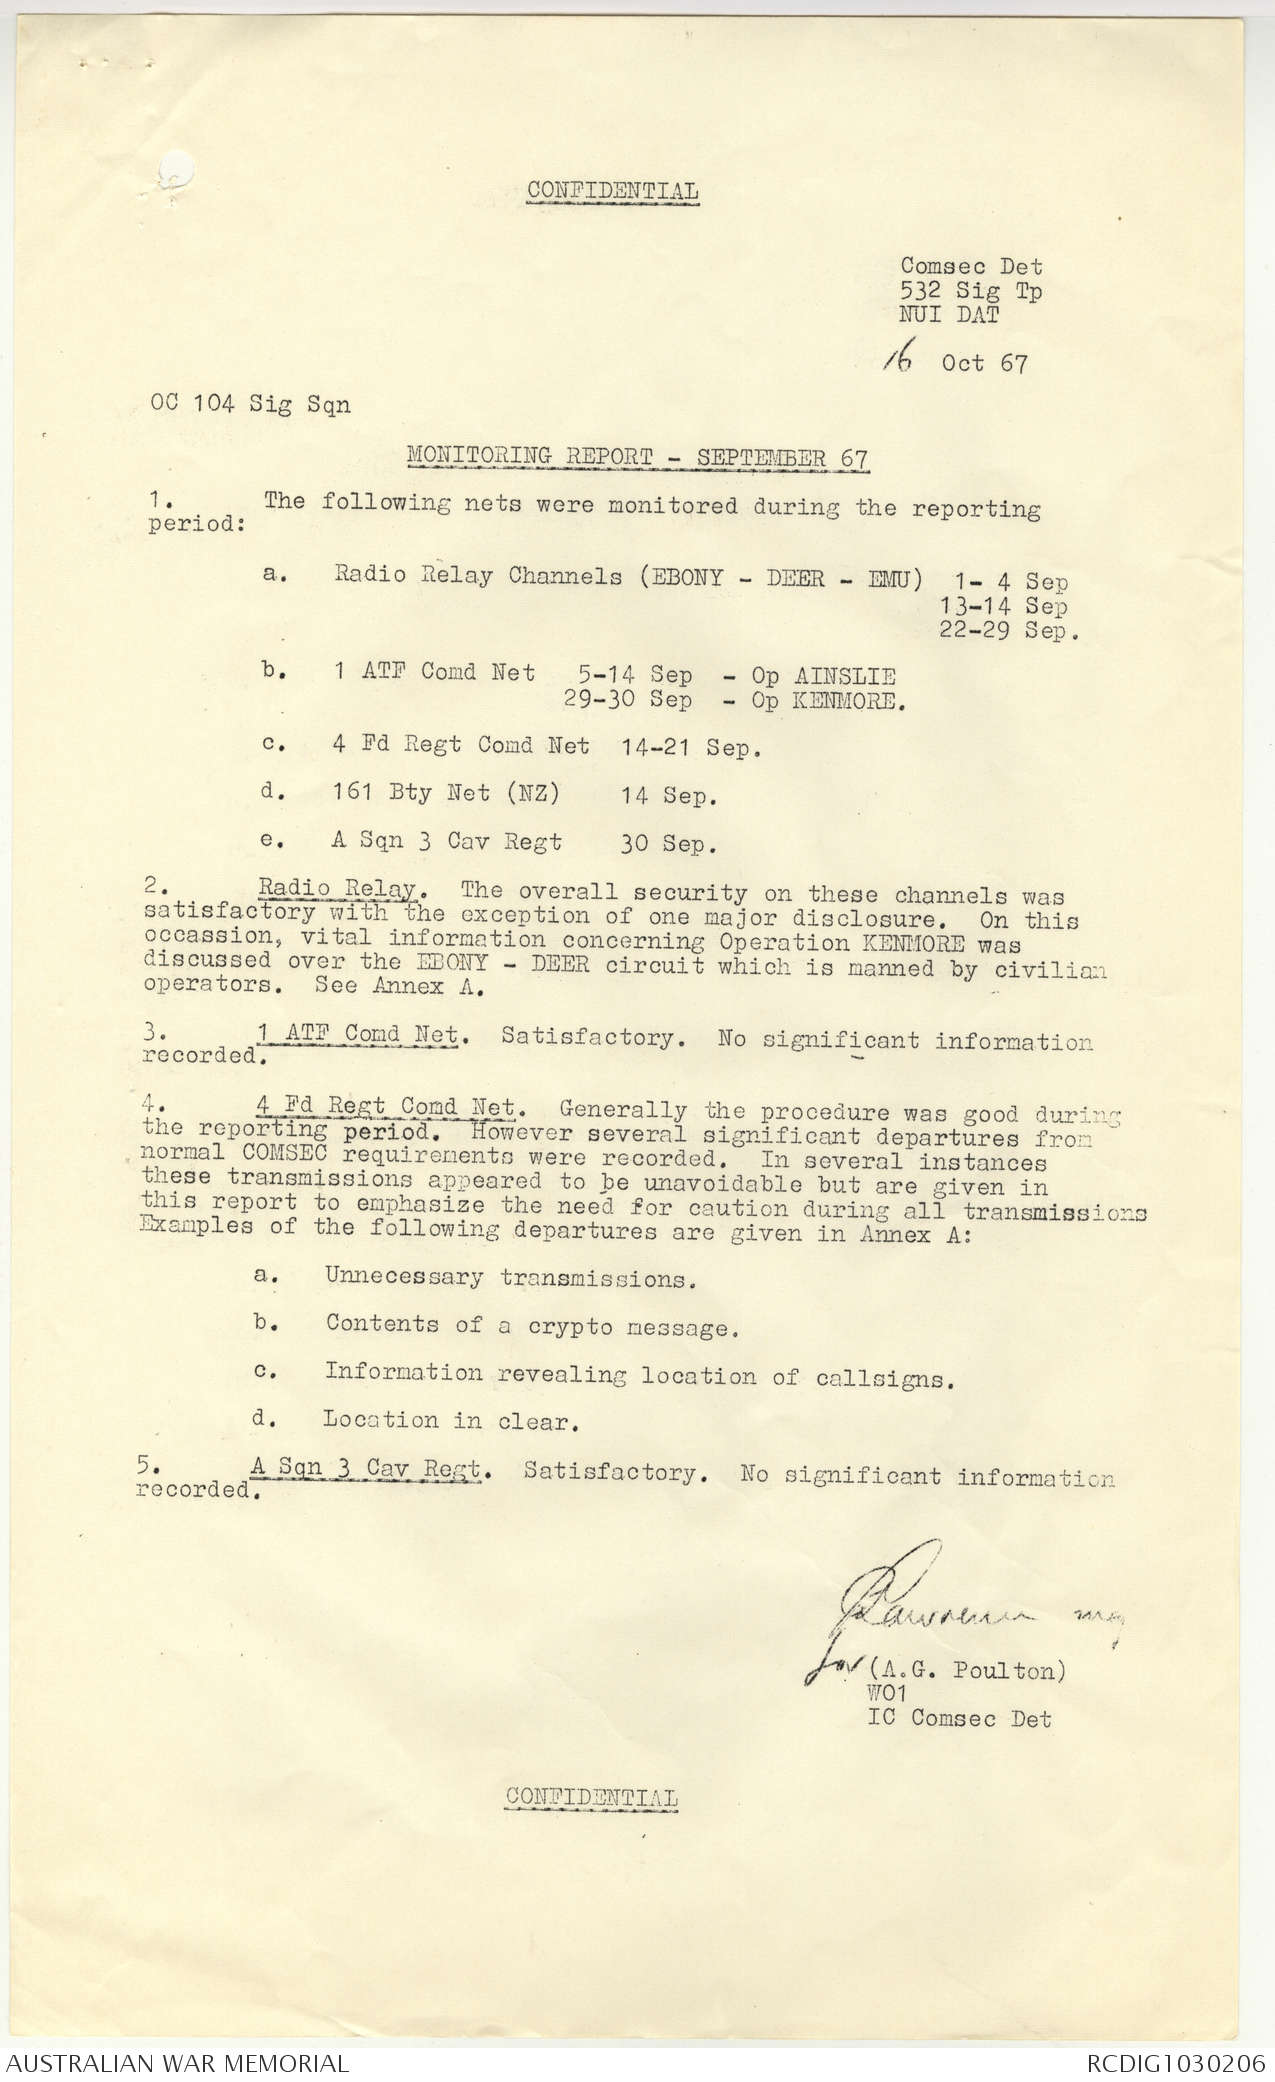 CONFIDENTIAL
Comsec Det
532 Sig Tp
NUI DAT
16 Oct 67
OC 104 Sig Sqn
MONITORING REPORT - SEPTEMBER 67
1. The following nets were monitored during the reporting
period:
a. Radio Relay Channels (EBONY - DEER - EMU) 1- 4 Sep
13-14 Sep
22-29 Sep.
b. 1 ATF Comd Net 5-14 Sep - Op AINSLIE
29-30 Sep - Op KENMORE.
c. 4 Fd Regt Comd Net 14-21 Sep.
d. 161 Bty Net (NZ) 14 Sep.
e. A Sqn 3 Cav Regt 30 Sep.
2. Radio Relay. The overall security on these channels was
satisfactory with the exception of one major disclosure. On this
occassion, vital information concerning Operation KENMORE was
discussed over the EBONY - DEER circuit which is manned by civilian
operators. See Annex A.
3. 1 ATF Comd Net. Satisfactory. No significant information
recorded.
4. 4 Fd Regt Comd Net. Generally the procedure was good during
the reporting period. However several significant departures from
normal COMSEC requirements were recorded. In several instances
these transmissions appeared to be unavoidable but are given in
this report to emphasize the need for caution during all transmissions
Examples of the following departures are given in Annex A:
a. Unnecessary transmissions.
b. Contents of a crypto message.
c. Information revealing location of callsigns.
d. Location in clear.
5. A Sqn 3 Cav Regt. Satisfactory. No significant information
recorded.
for (A.G. Poulton)
WO1
IC Comsec Det
CONFIDENTIAL
AUSTRALIAN WAR MEMORIAL
RCDIG1030206